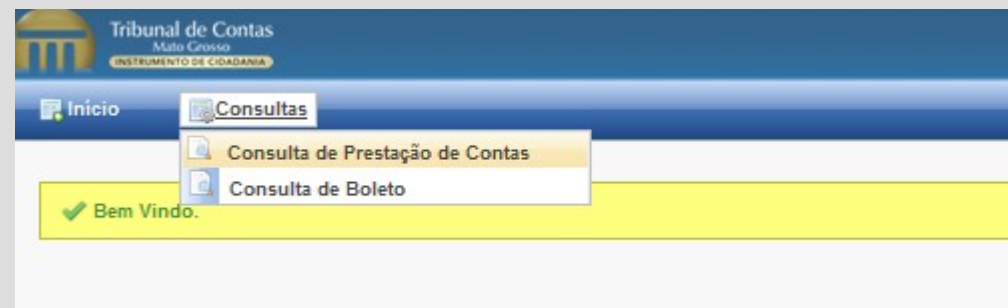 Tribunal de Contas
Mato Grosso
INSTRUMENTO DE CIDADANIA
Início
Consultas
Consulta de Prestação de Contas
Consulta de Boleto
Bem Vindo.